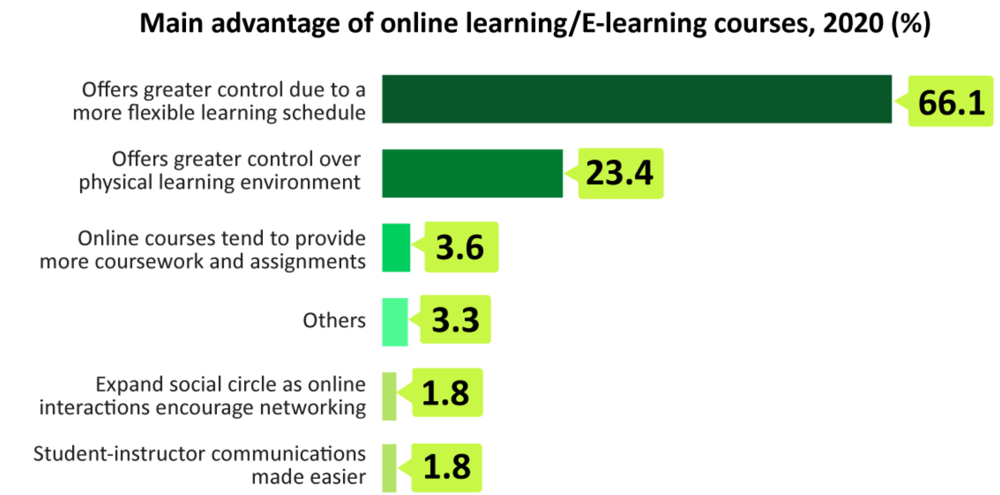 Main advantage of online learning/E-learning courses, 2020 (%)
Offers greater control due to a
more flexible learning schedule
66.1
Offers greater control over
physical learning environment
23.4
Online courses tend to provide
more coursework and assignments
3.6
Others
3.3
Expand social circle as online
interactions encourage networking
1.8
Student-instructor communications
made easier
1.8